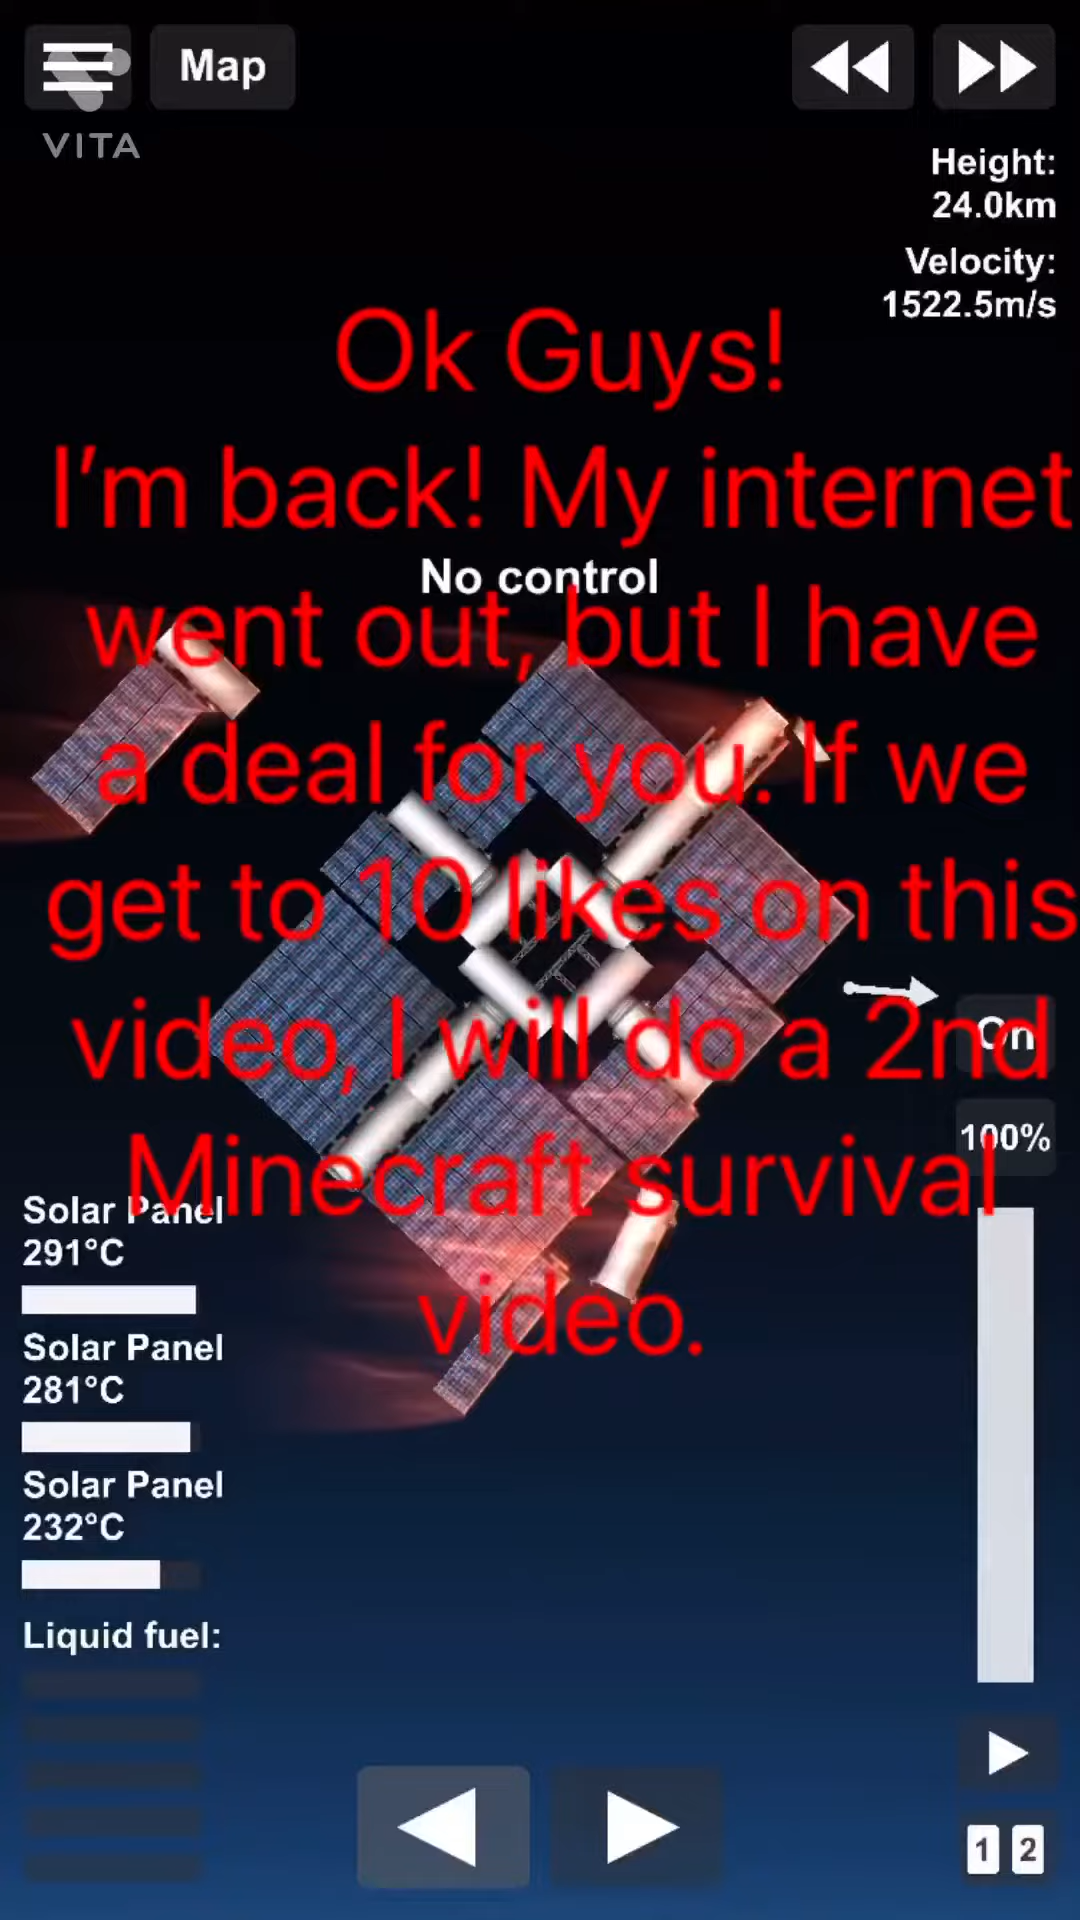 Map
VITA
Height:
24.0km
Velocity:
1522.5m/s
Ok Guys!
I'm back! My internet
No control
went out, but I have
a deal for you. If we
get to 10 likes on this
video, I will do a 2nd
On
100%
Minecraft survival
video.
Solar Panel
291°C
Solar Panel
281°C
Solar Panel
232°C
Liquid fuel:
1 2